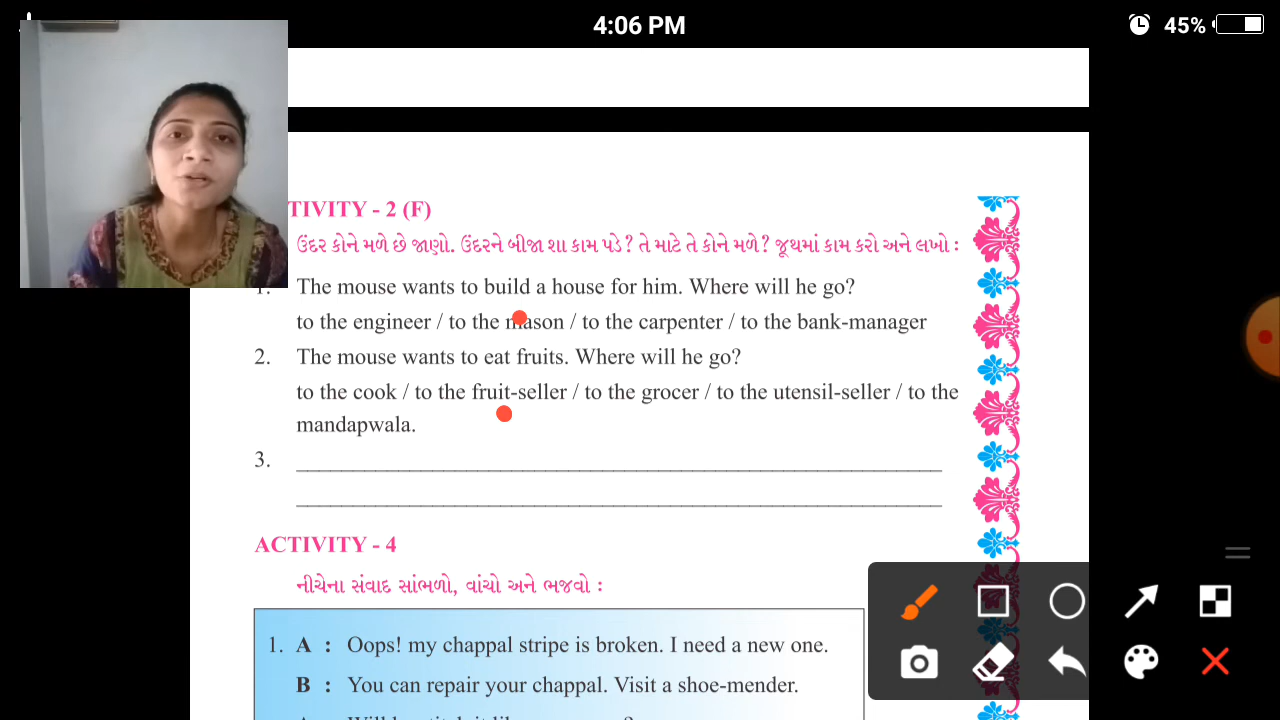 4:06 PM
45%
TIVITY - 2 (F)
ઉંદર કોને મળે છે જાણો. ઉંદરને બીજા શા કામ પડે ? તે માટે તે કોને મળે ? જૂથમાં કામ કરો અને લખો :
1. The mouse wants to build a house for him. Where will he go?
to the engineer / to the mason / to the carpenter / to the bank-manager
2. The mouse wants to eat fruits. Where will he go?
to the cook / to the fruit-seller / to the grocer / to the utensil-seller / to the
mandapwala.
3.
ACTIVITY - 4
નીચેના સંવાદ સાંભળો, વાંચો અને ભજવો :
1. A : Oops! my chappal stripe is broken. I need a new one.
B : You can repair your chappal. Visit a shoe-mender.